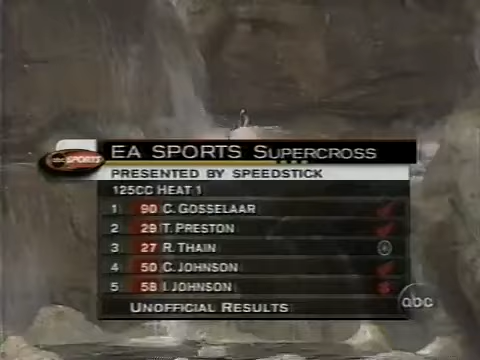 abc SPORTS
EA SPORTS SUPERCROSS
PRESENTED BY SPEEDSTICK
125CC HEAT 1
1 90 C. GOSSELAAR
2 29 T. PRESTON
3 27 R. THAIN
4 50 C. JOHNSON
5 58 I. JOHNSON
UNOFFICIAL RESULTS
abc